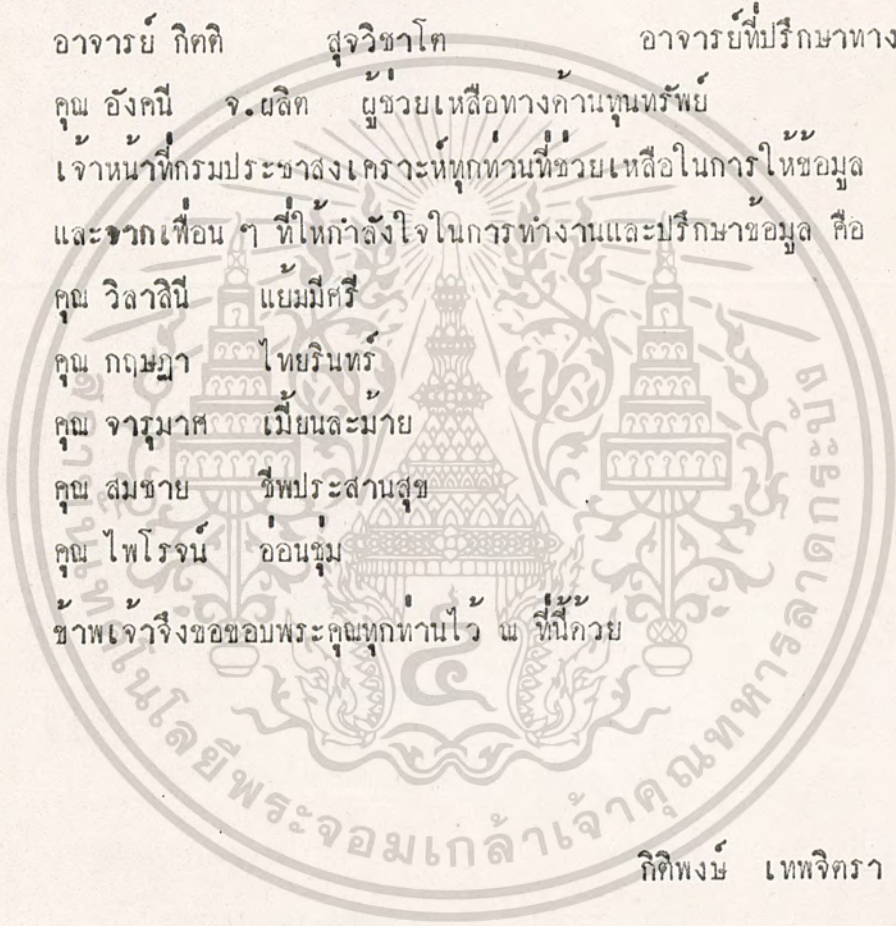 อาจารย์ กิตติ สุจวิชาโต อาจารย์ที่ปรึกษาทาง
คุณ อังคนี จ.ผลิต ผู้ช่วยเหลือทางด้านทุนทรัพย์
เจ้าหน้าที่กรมประชาสงเคราะห์ทุกท่านที่ช่วยเหลือในการให้ข้อมูล
และจากเพื่อน ๆ ที่ให้กำลังใจในการทำงานและปรึกษาข้อมูล คือ
คุณ วิลาสินี แย้มมีศรี
คุณ กฤษฎา ไทยรินทร์
คุณ จารุมาศ เมี้ยนละม้าย
คุณ สมชาย ชีพประสานสุข
คุณ ไพโรจน์ อ่อนชุ่ม
ข้าพเจ้าจึงขอขอบพระคุณทุกท่านไว้ ณ ที่นี้ด้วย
กิติพงษ์ เทพจิตรา
สถาบันเทคโนโลยีพระจอมเกล้าเจ้าคุณทหารลาดกระบัง
๔